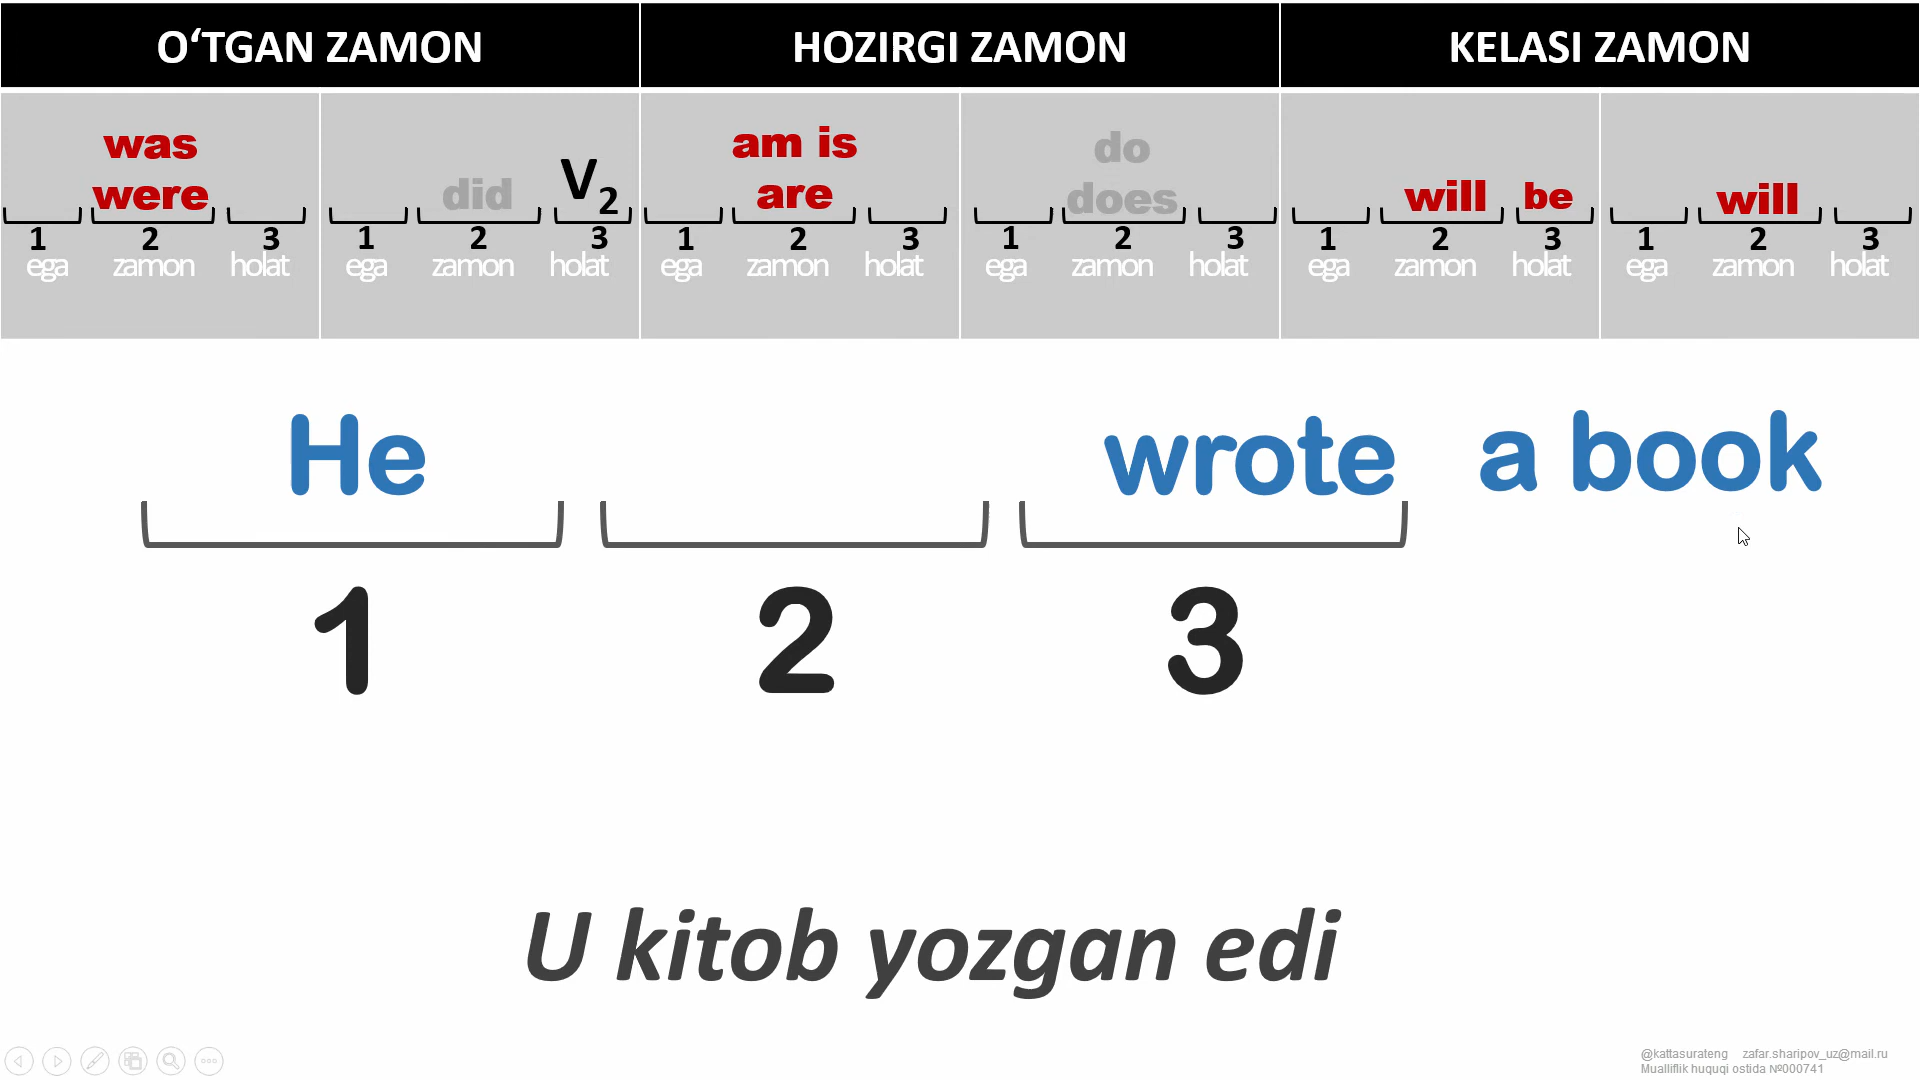 O‘TGAN ZAMON HOZIRGI ZAMON KELASI ZAMON
was am is do
were did V2 are does will be will
1 2 3 1 2 3 1 2 3 1 2 3 1 2 3 1 2 3
ega zamon holat ega zamon holat ega zamon holat ega zamon holat ega zamon holat ega zamon holat
He wrote a book
1 2 3
U kitob yozgan edi
@kattasurateng zafar.sharipov_uz@mail.ru
Mualliflik huquqi ostida №000741